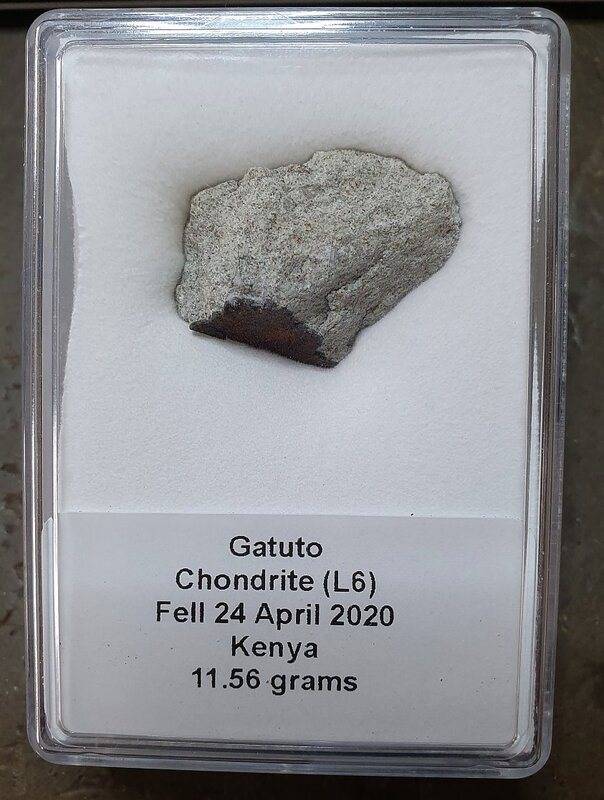 Gatuto
Chondrite (L6)
Fell 24 April 2020
Kenya
11.56 grams